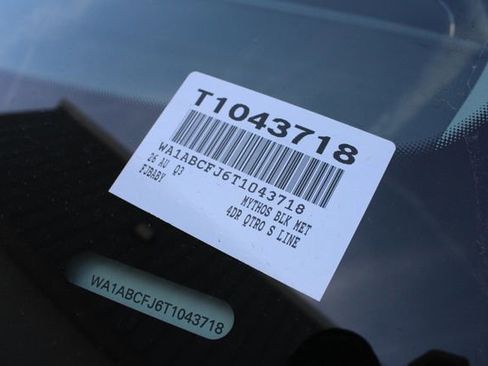 T1043718
WA1ABCFJ6T1043718
26 AU Q3
MYTHOS BLK MET
FJBABY
4DR QTRO S LINE
WA1ABCFJ6T1043718